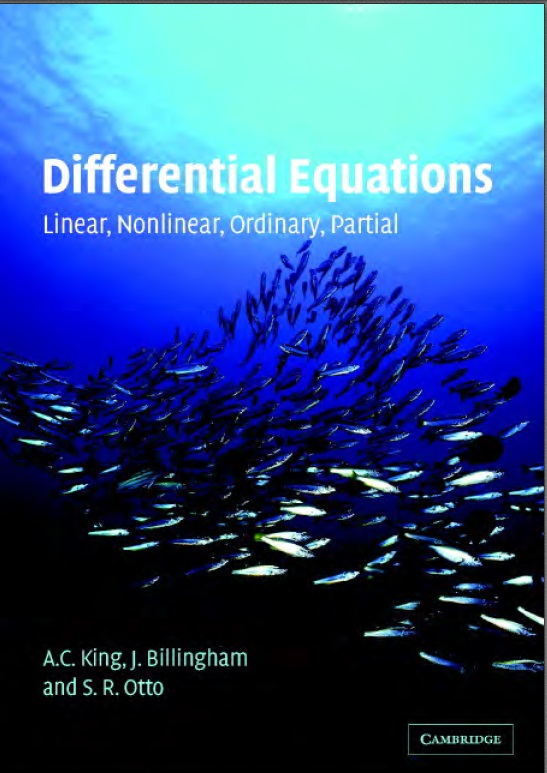 Differential Equations
Linear, Nonlinear, Ordinary, Partial
A.C. King, J. Billingham
and S. R. Otto
CAMBRIDGE